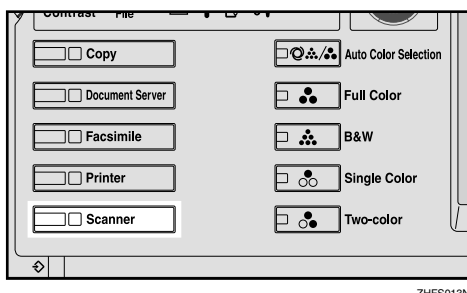 Contrast File
Copy
Auto Color Selection
Document Server
Full Color
Facsimile
B&W
Printer
Single Color
Scanner
Two-color
ZHES013N